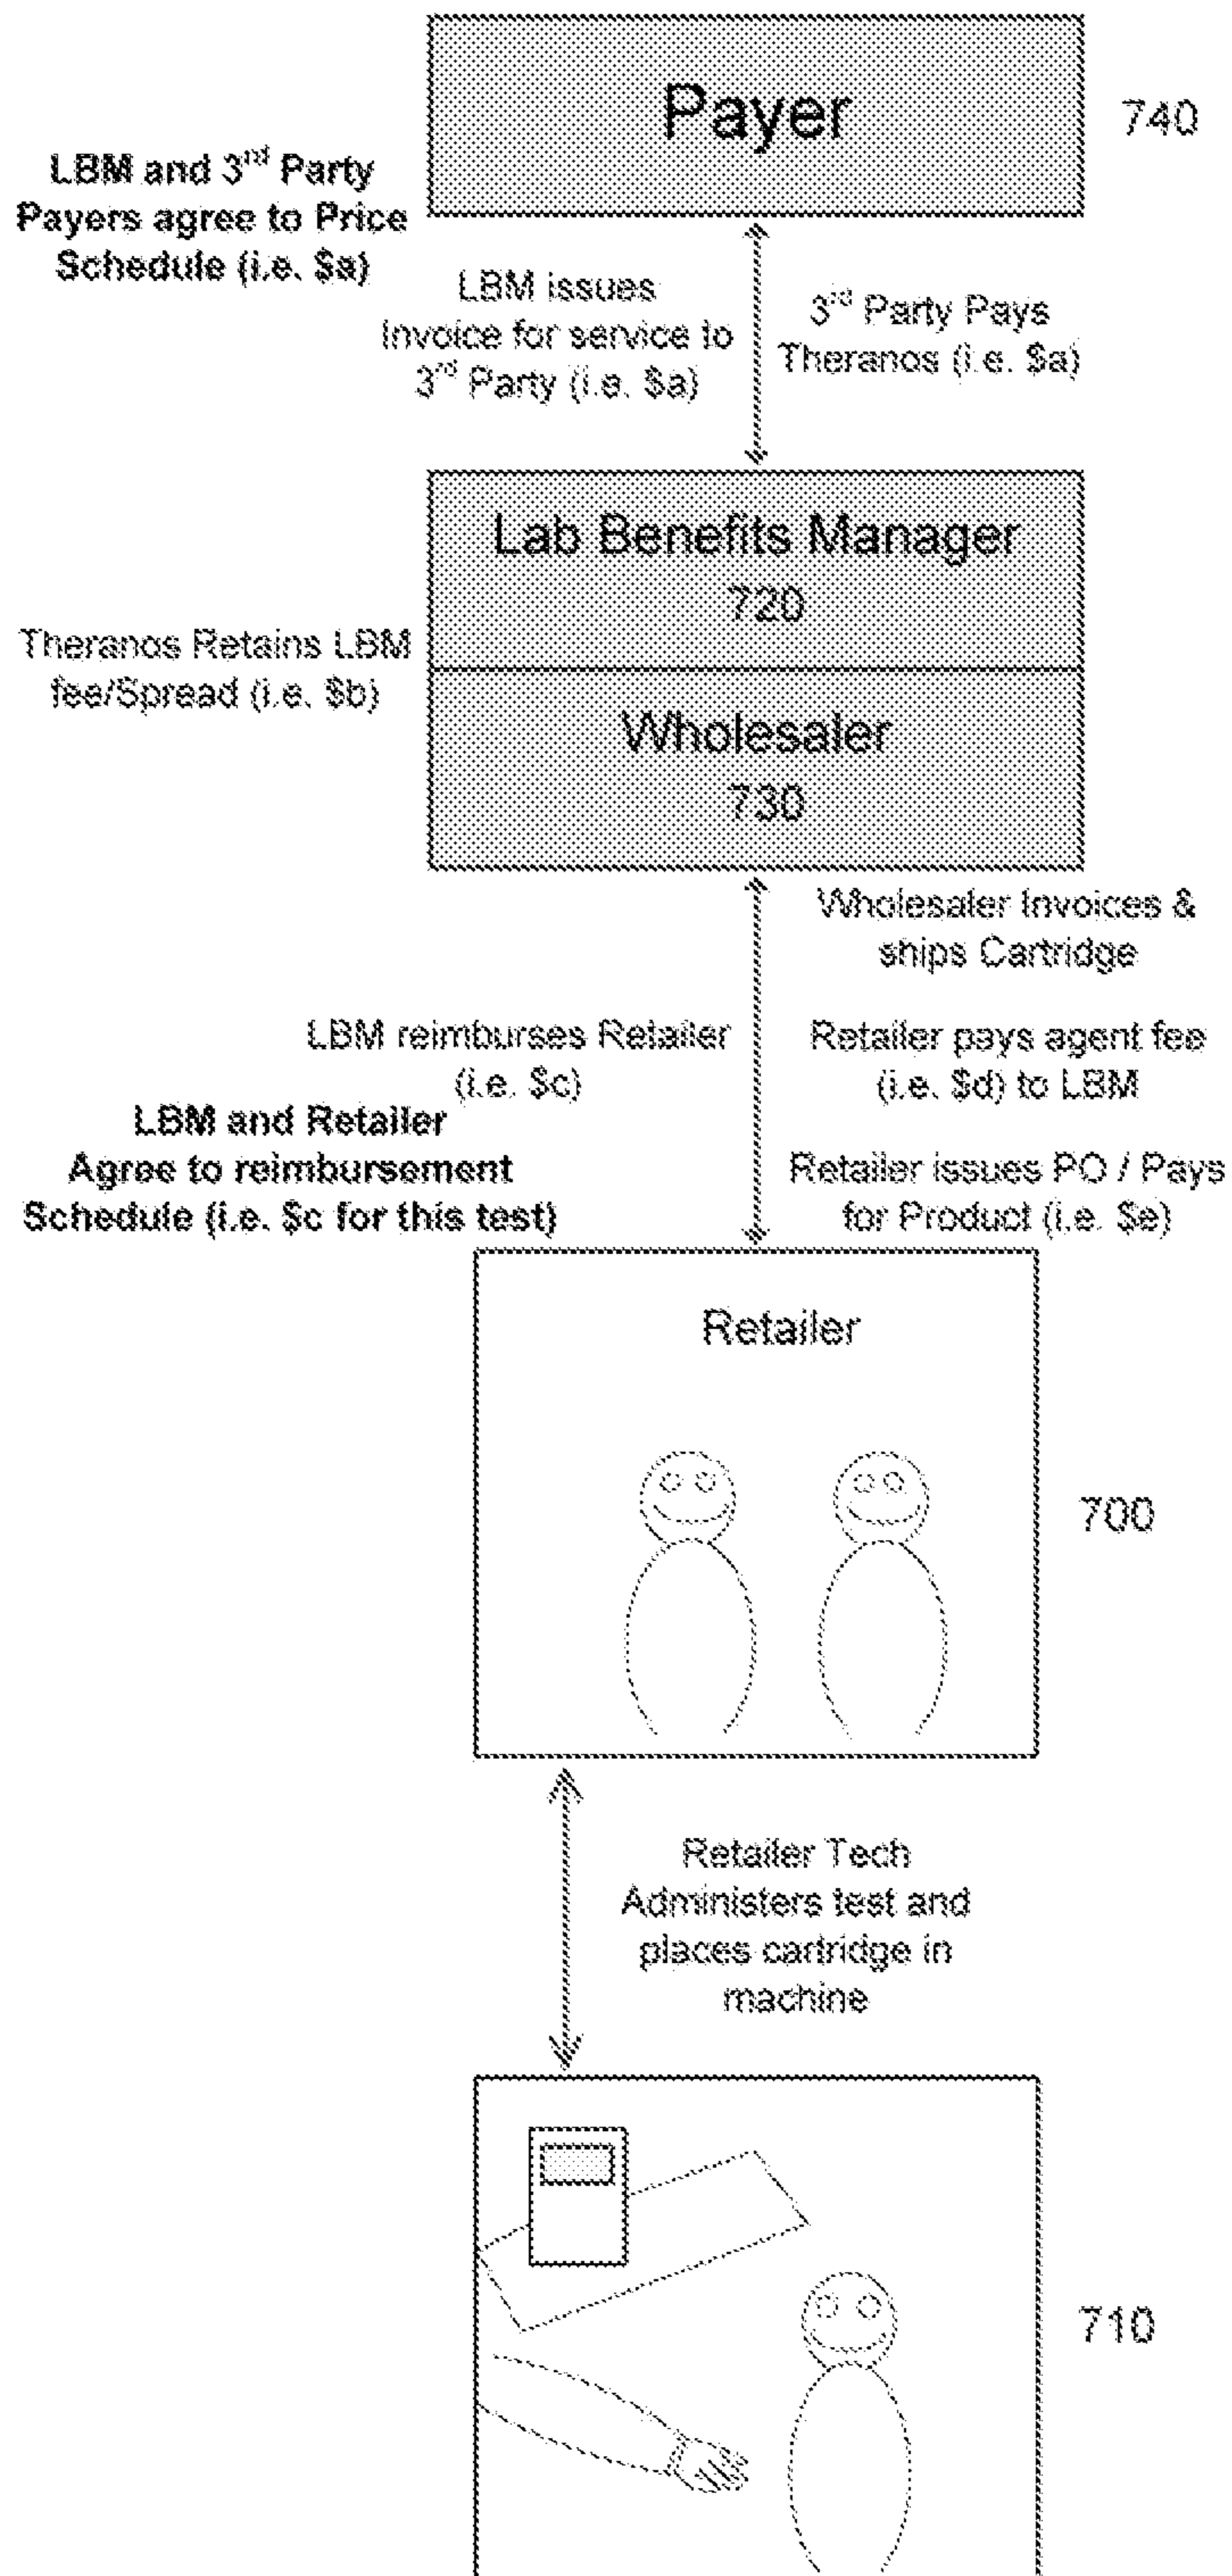 Payer
740
LBM and 3rd Party
Payers agree to Price
Schedule (i.e. $a)
LBM issues
Invoice for service to
3rd Party (i.e. $a)
3rd Party Pays
Theranos (i.e. $a)
Lab Benefits Manager
720
Theranos Retains LBM
fee/Spread (i.e. $b)
Wholesaler
730
Wholesaler Invoices &
ships Cartridge
LBM reimburses Retailer
(i.e. $c)
Retailer pays agent fee
(i.e. $d) to LBM
LBM and Retailer
Agree to reimbursement
Schedule (i.e. $c for this test)
Retailer issues PO / Pays
for Product (i.e. $e)
Retailer
700
Retailer Tech
Administers test and
places cartridge in
machine
710